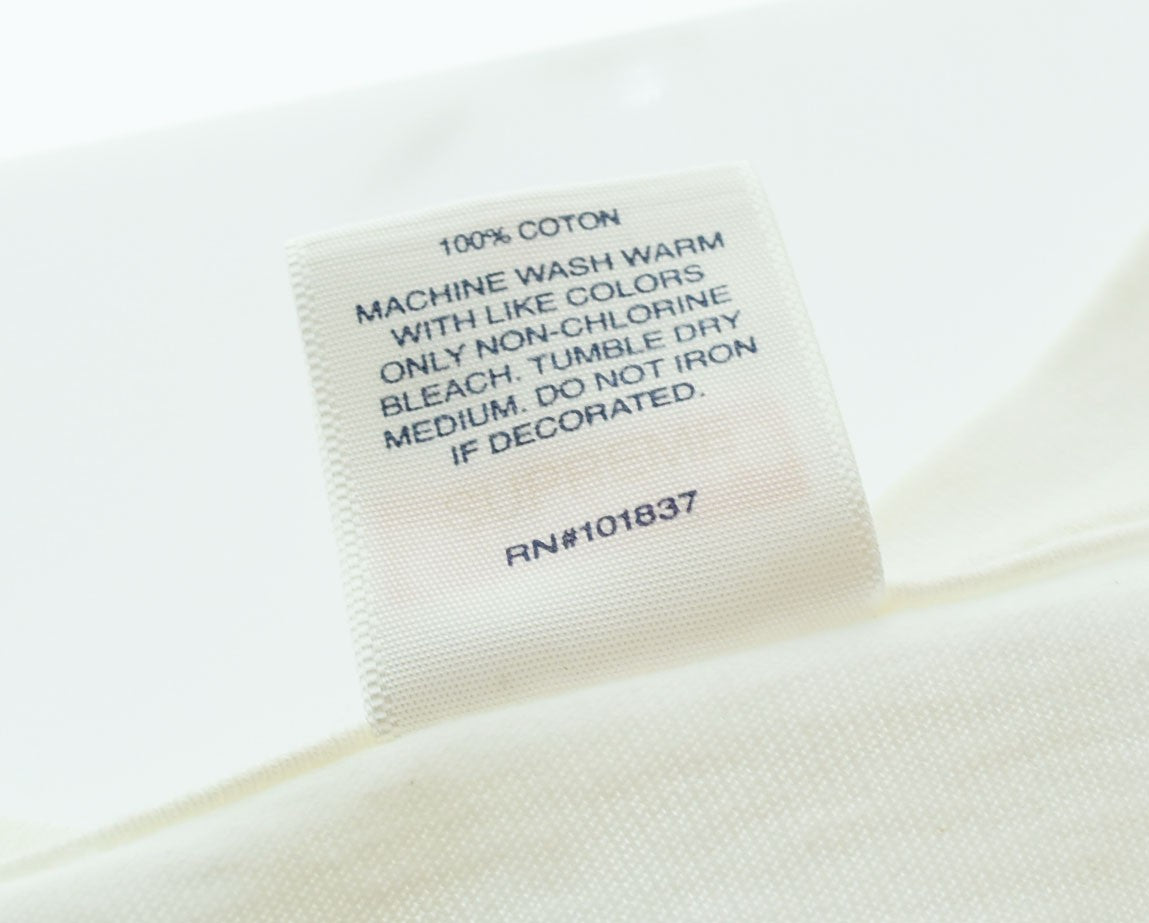 100% COTON
MACHINE WASH WARM
WITH LIKE COLORS
ONLY NON-CHLORINE
BLEACH. TUMBLE DRY
MEDIUM. DO NOT IRON
IF DECORATED.
RN#101837